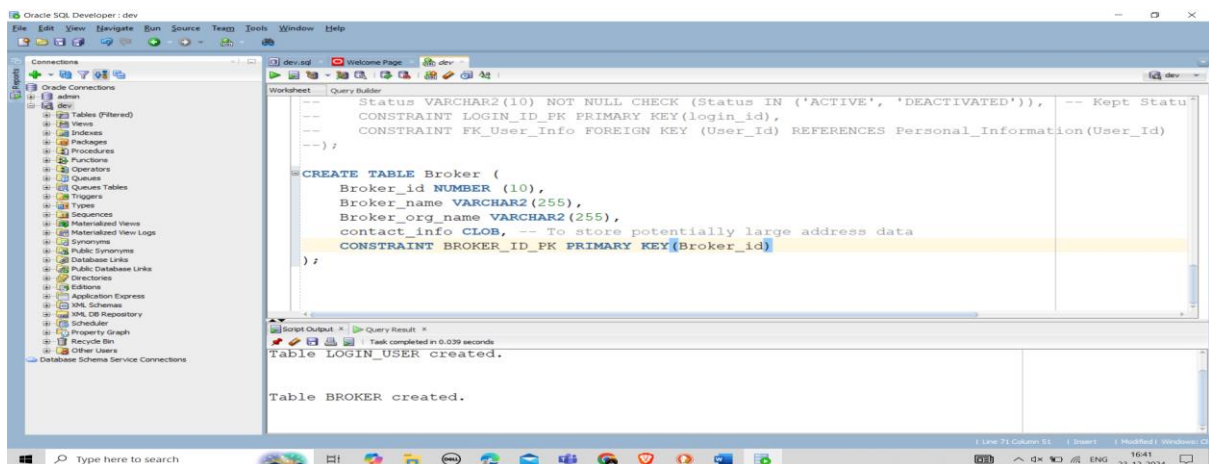 Oracle SQL Developer : dev
File Edit View Navigate Run Source Team Tools Window Help
Connections
dev.sql Welcome Page dev
Reports
dev
Worksheet Query Builder
Oracle Connections
admin
dev
Tables (Filtered)
Views
Indexes
Packages
Procedures
Functions
Operators
Queues
Queues Tables
Triggers
Types
Sequences
Materialized Views
Materialized View Logs
Synonyms
Public Synonyms
Database Links
Public Database Links
Directories
Editions
Application Express
XML Schemas
XML DB Repository
Scheduler
Property Graph
Recycle Bin
Other Users
Database Schema Service Connections
-- Status VARCHAR2(10) NOT NULL CHECK (Status IN ('ACTIVE', 'DEACTIVATED')), -- Kept Statu
-- CONSTRAINT LOGIN_ID_PK PRIMARY KEY(login_id),
-- CONSTRAINT FK_User_Info FOREIGN KEY (User_Id) REFERENCES Personal_Information(User_Id)
--);
CREATE TABLE Broker (
Broker_id NUMBER (10),
Broker_name VARCHAR2(255),
Broker_org_name VARCHAR2(255),
contact_info CLOB, -- To store potentially large address data
CONSTRAINT BROKER_ID_PK PRIMARY KEY(Broker_id)
);
Script Output Query Result
Task completed in 0.039 seconds
Table LOGIN_USER created.
Table BROKER created.
Line 71 Column 51 Insert Modified Windows: C
Type here to search
ENG 16:41